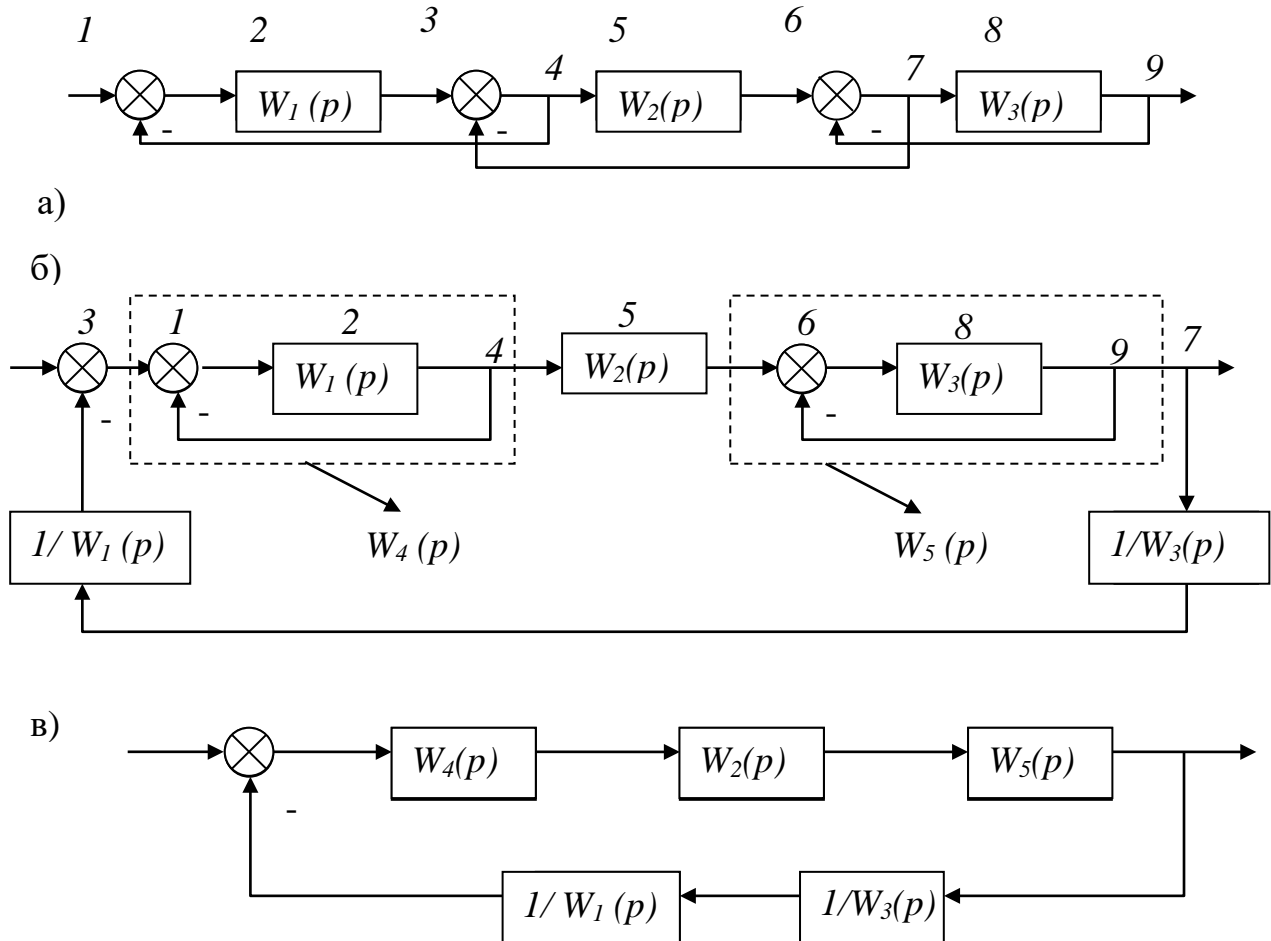 1 2 3 4 5 6 7 8 9
W₁ (p) W₂(p) W₃(p)
- - -
а)
б)
3 1 2 4 5 6 8 9 7
W₁ (p) W₂(p) W₃(p)
- - -
1/ W₁ (p) W₄ (p) W₅ (p) 1/W₃(p)
в)
W₄(p) W₂(p) W₅(p)
-
1/ W₁ (p) 1/W₃(p)